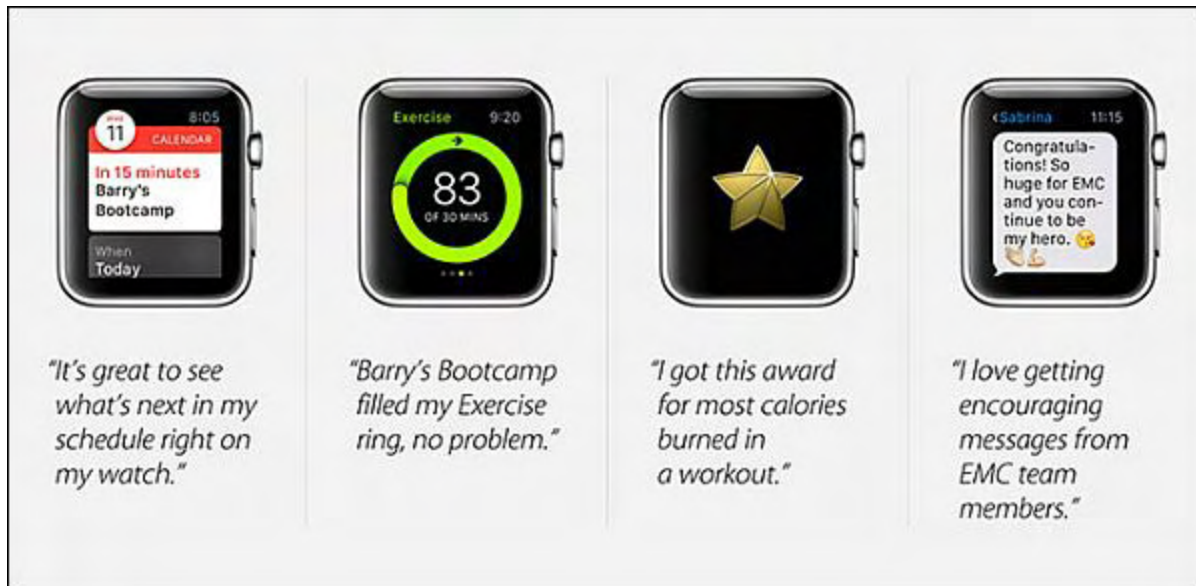 8:05
11
CALENDAR
In 15 minutes
Barry's
Bootcamp
When
Today
"It's great to see
what's next in my
schedule right on
my watch."
Exercise 9:20
83
OF 30 MINS
"Barry's Bootcamp
filled my Exercise
ring, no problem."
"I got this award
for most calories
burned in
a workout."
<Sabrina 11:15
Congratula-
tions! So
huge for EMC
and you con-
tinue to be
my hero. 😘
👏💪
"I love getting
encouraging
messages from
EMC team
members."